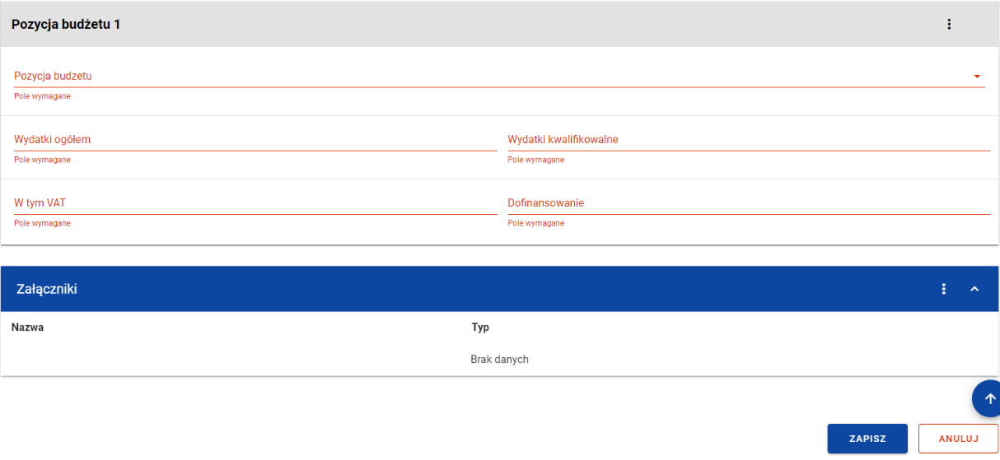 Pozycja budżetu 1
Pozycja budzetu
Pole wymagane
Wydatki ogółem
Wydatki kwalifikowalne
Pole wymagane
Pole wymagane
W tym VAT
Dofinansowanie
Pole wymagane
Pole wymagane
Załączniki
Nazwa
Typ
Brak danych
ZAPISZ
ANULUJ